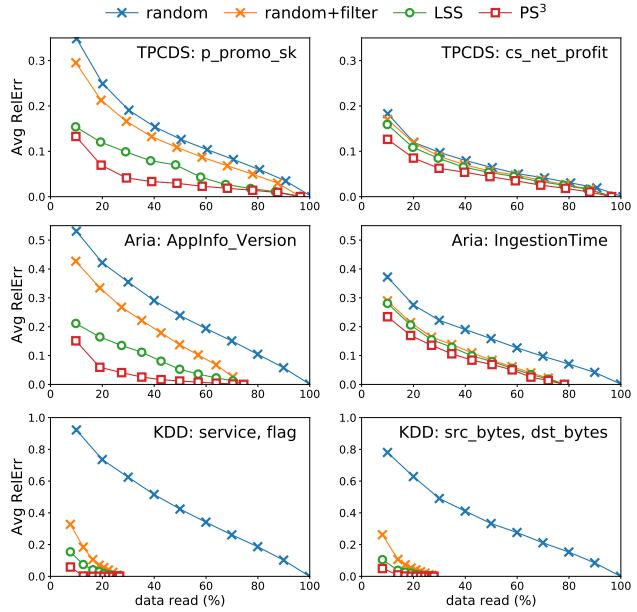 random random+filter LSS PS³
TPCDS: p_promo_sk
Avg RelErr
0.3
0.2
0.1
0.0
0 20 40 60 80 100
TPCDS: cs_net_profit
0.3
0.2
0.1
0.0
0 20 40 60 80 100
Aria: AppInfo_Version
Avg RelErr
0.5
0.4
0.3
0.2
0.1
0.0
0 20 40 60 80 100
Aria: IngestionTime
0.5
0.4
0.3
0.2
0.1
0.0
0 20 40 60 80 100
KDD: service, flag
Avg RelErr
1.0
0.8
0.6
0.4
0.2
0.0
0 20 40 60 80 100
data read (%)
KDD: src_bytes, dst_bytes
1.0
0.8
0.6
0.4
0.2
0.0
0 20 40 60 80 100
data read (%)